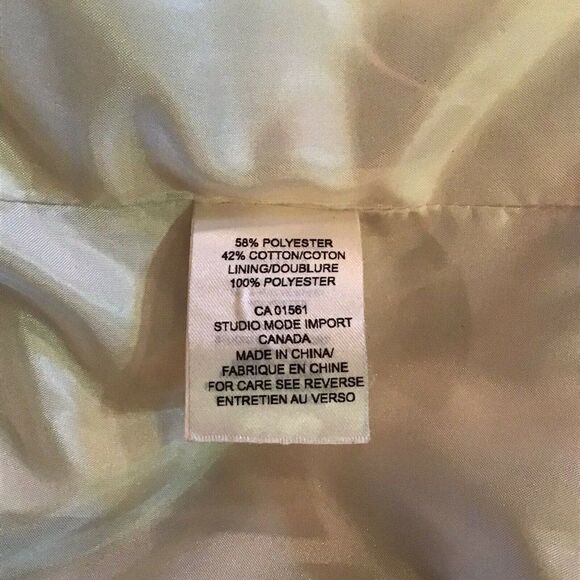 58% POLYESTER
42% COTTON/COTON
LINING/DOUBLURE
100% POLYESTER
CA 01561
STUDIO MODE IMPORT
CANADA
MADE IN CHINA/
FABRIQUE EN CHINE
FOR CARE SEE REVERSE
ENTRETIEN AU VERSO